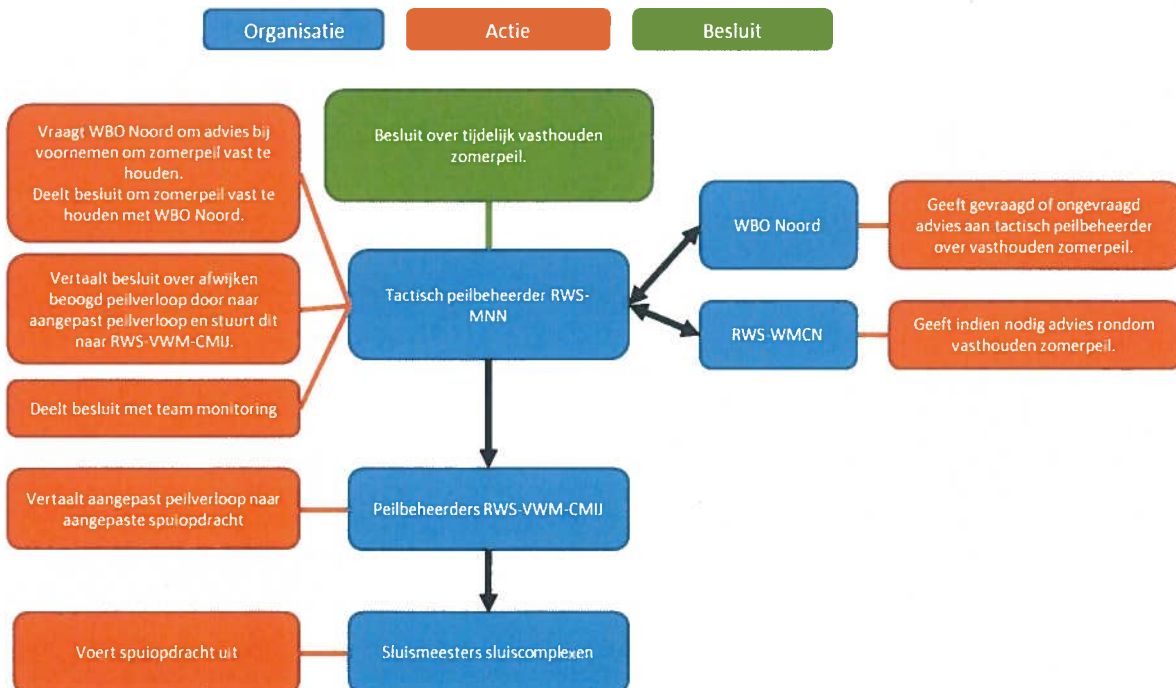 Organisatie
Actie
Besluit
Vraagt WBO Noord om advies bij
voornemen om zomerpeil vast te
houden.
Deelt besluit om zomerpeil vast te
houden met WBO Noord.
Besluit over tijdelijk vasthouden
zomerpeil.
WBO Noord
Geeft gevraagd of ongevraagd
advies aan tactisch peilbeheerder
over vasthouden zomerpeil.
Vertaalt besluit over afwijken
beoogd peilverloop door naar
aangepast peilverloop en stuurt dit
naar RWS-VWM-CMIJ.
Tactisch peilbeheerder RWS-
MNN
RWS-WMCN
Geeft indien nodig advies rondom
vasthouden zomerpeil.
Deelt besluit met team monitoring
Vertaalt aangepast peilverloop naar
aangepaste spuiopdracht
Peilbeheerders RWS-VWM-CMIJ
Voert spuiopdracht uit
Sluismeesters sluiscomplexen